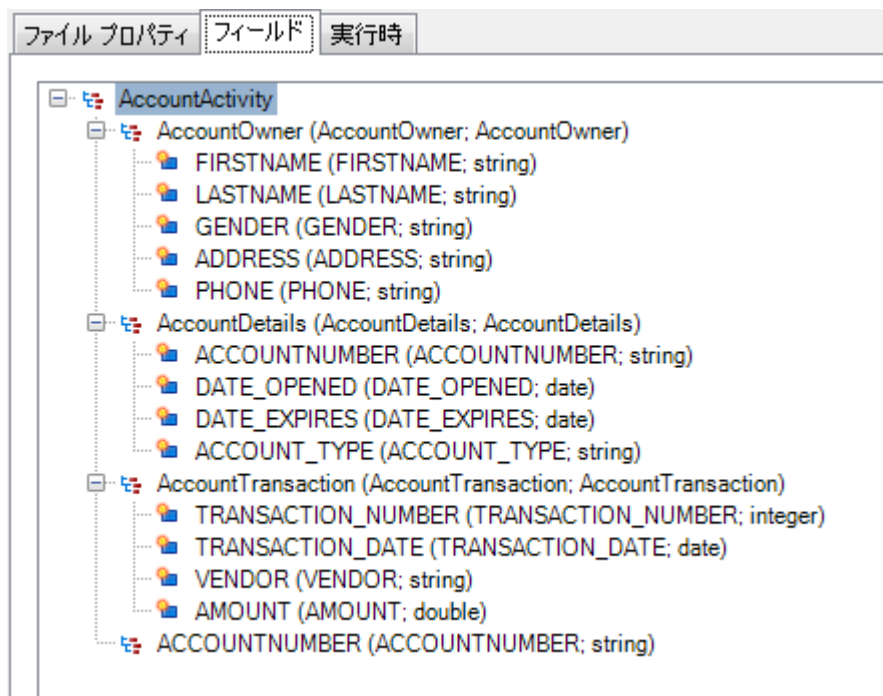 ファイル プロパティ フィールド 実行時
AccountActivity
AccountOwner (AccountOwner; AccountOwner)
FIRSTNAME (FIRSTNAME; string)
LASTNAME (LASTNAME; string)
GENDER (GENDER; string)
ADDRESS (ADDRESS; string)
PHONE (PHONE; string)
AccountDetails (AccountDetails; AccountDetails)
ACCOUNTNUMBER (ACCOUNTNUMBER; string)
DATE_OPENED (DATE_OPENED; date)
DATE_EXPIRES (DATE_EXPIRES; date)
ACCOUNT_TYPE (ACCOUNT_TYPE; string)
AccountTransaction (AccountTransaction; AccountTransaction)
TRANSACTION_NUMBER (TRANSACTION_NUMBER; integer)
TRANSACTION_DATE (TRANSACTION_DATE; date)
VENDOR (VENDOR; string)
AMOUNT (AMOUNT; double)
ACCOUNTNUMBER (ACCOUNTNUMBER; string)